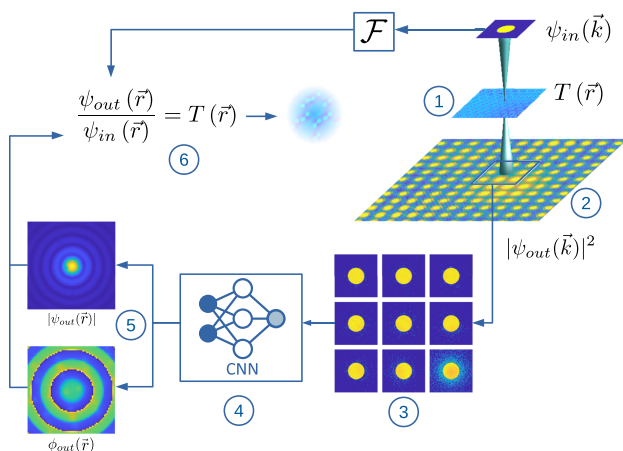 ℱ
ψ_in(k⃗)
1
T(r⃗)
ψ_out(r⃗)
/ ψ_in(r⃗) = T(r⃗)
6
2
|ψ_out(k⃗)|²
|ψ_out(r⃗)|
5
CNN
ϕ_out(r⃗)
4
3